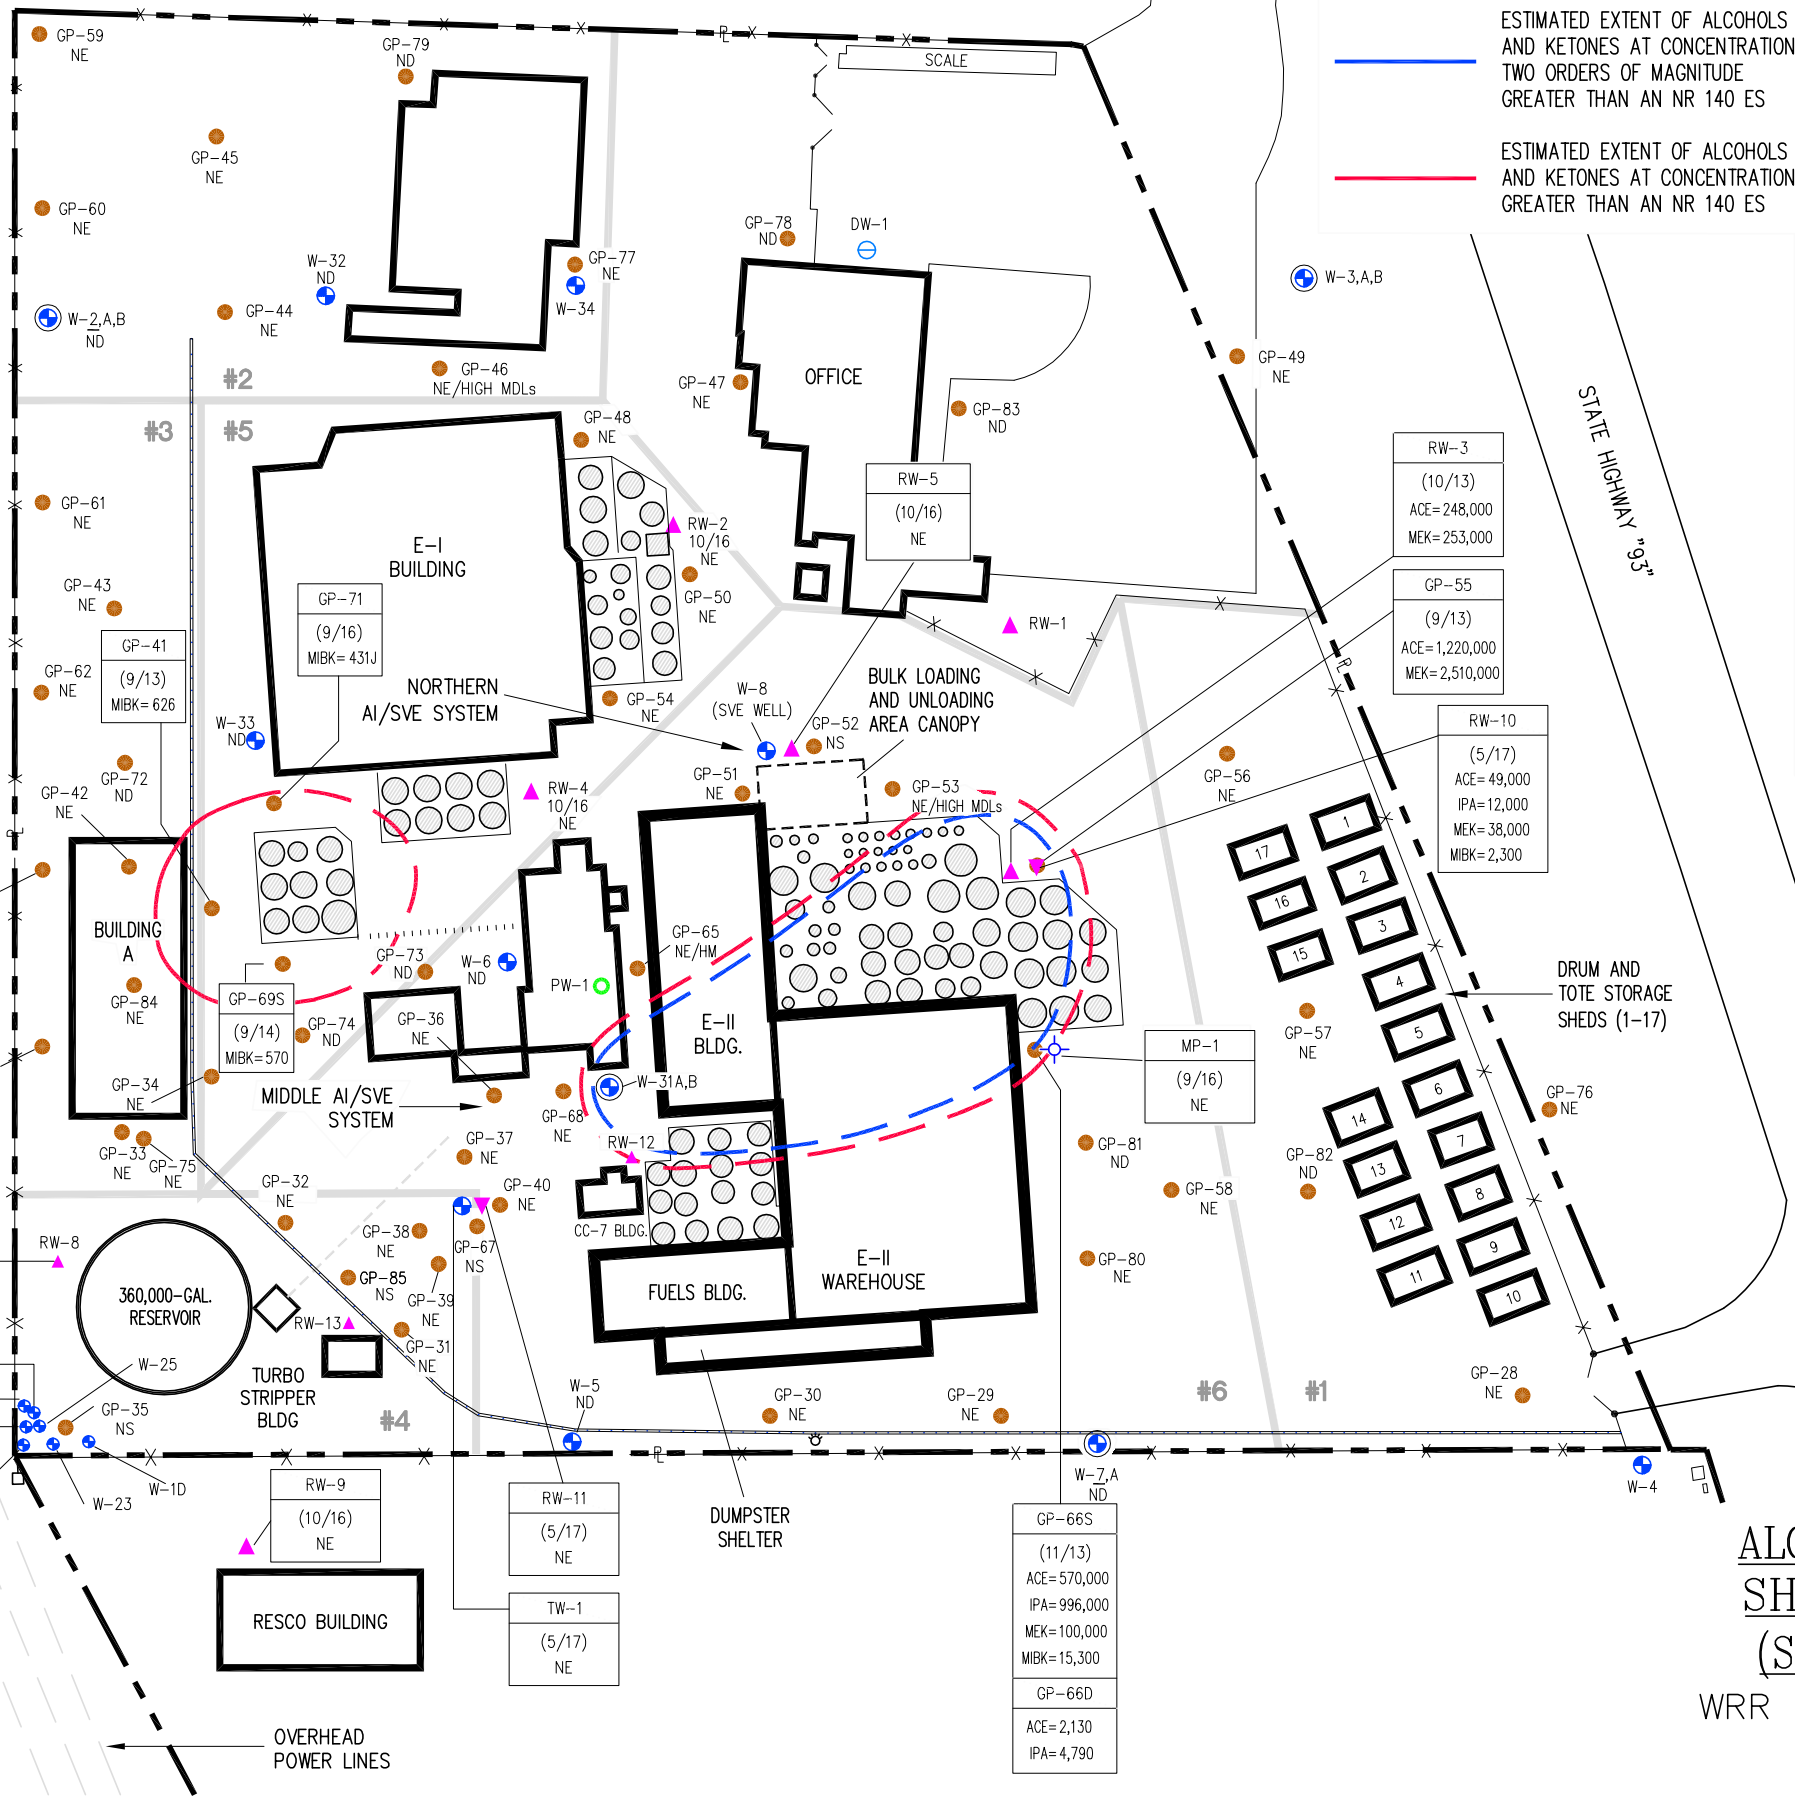 ESTIMATED EXTENT OF ALCOHOLS
AND KETONES AT CONCENTRATION
TWO ORDERS OF MAGNITUDE
GREATER THAN AN NR 140 ES
ESTIMATED EXTENT OF ALCOHOLS
AND KETONES AT CONCENTRATION
GREATER THAN AN NR 140 ES
GP-59
NE
GP-79
ND
SCALE
GP-45
NE
GP-60
NE
GP-78
ND
DW-1
W-32
ND
GP-77
NE
W-34
W-3,A,B
W-2,A,B
ND
GP-44
NE
GP-46
NE/HIGH MDLs
#2
GP-47
NE
OFFICE
GP-49
NE
GP-83
ND
#3
#5
GP-48
NE
STATE HIGHWAY "93"
RW-3
(10/13)
ACE=248,000
MEK=253,000
RW-5
(10/16)
NE
GP-61
NE
RW-2
10/16
NE
E-I
BUILDING
GP-50
NE
GP-43
NE
GP-71
(9/16)
MIBK=431J
GP-55
(9/13)
ACE=1,220,000
MEK=2,510,000
RW-1
GP-41
(9/13)
MIBK=626
GP-62
NE
NORTHERN
AI/SVE SYSTEM
GP-54
NE
W-8
(SVE WELL)
BULK LOADING
AND UNLOADING
AREA CANOPY
GP-52
NS
W-33
ND
RW-10
(5/17)
ACE=49,000
IPA=12,000
MEK=38,000
MIBK=2,300
GP-72
ND
GP-42
NE
RW-4
10/16
NE
GP-51
NE
GP-53
NE/HIGH MDLs
GP-56
NE
1
17
2
16
3
15
4
5
6
14
7
13
8
12
9
11
10
BUILDING
A
GP-84
NE
GP-73
ND
W-6
ND
PW-1
GP-65
NE/HM
GP-69S
(9/14)
MIBK=570
GP-74
ND
GP-36
NE
E-II
BLDG.
DRUM AND
TOTE STORAGE
SHEDS (1-17)
GP-57
NE
MP-1
(9/16)
NE
GP-34
NE
MIDDLE AI/SVE
SYSTEM
GP-68
NE
W-31A,B
GP-76
NE
GP-33
NE
GP-75
NE
GP-37
NE
RW-12
GP-81
ND
GP-82
ND
GP-32
NE
GP-40
NE
GP-58
NE
GP-38
NE
GP-67
NS
CC-7 BLDG.
RW-8
360,000-GAL.
RESERVOIR
GP-85
NS
GP-39
NE
E-II
WAREHOUSE
FUELS BLDG.
GP-80
NE
RW-13
GP-31
NE
W-25
TURBO
STRIPPER
BLDG
#4
W-5
ND
GP-30
NE
GP-29
NE
#6
#1
GP-28
NE
GP-35
NS
W-23
W-1D
RW-9
(10/16)
NE
RW-11
(5/17)
NE
DUMPSTER
SHELTER
W-7,A
ND
W-4
GP-66S
(11/13)
ACE=570,000
IPA=996,000
MEK=100,000
MIBK=15,300
GP-66D
ACE=2,130
IPA=4,790
RESCO BUILDING
TW-1
(5/17)
NE
OVERHEAD
POWER LINES
SH
(S
WRR